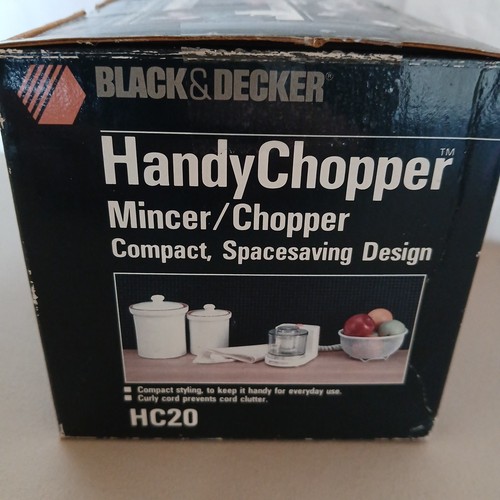 BLACK&DECKER®
HandyChopper™
Mincer/Chopper
Compact, Spacesaving Design
■ Compact styling, to keep it handy for everyday use.
■ Curly cord prevents cord clutter.
HC20